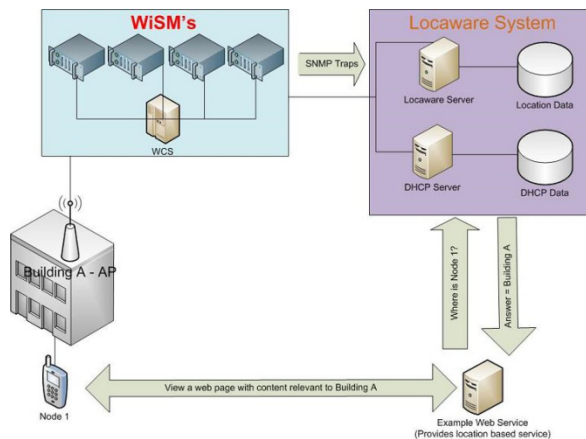 WiSM's
Locaware System
SNMP Traps
WCS
Locaware Server
Location Data
DHCP Server
DHCP Data
Building A - AP
Where is Node 1?
Answer = Building A
View a web page with content relevant to Building A
Node 1
Example Web Service
(Provides location based service)